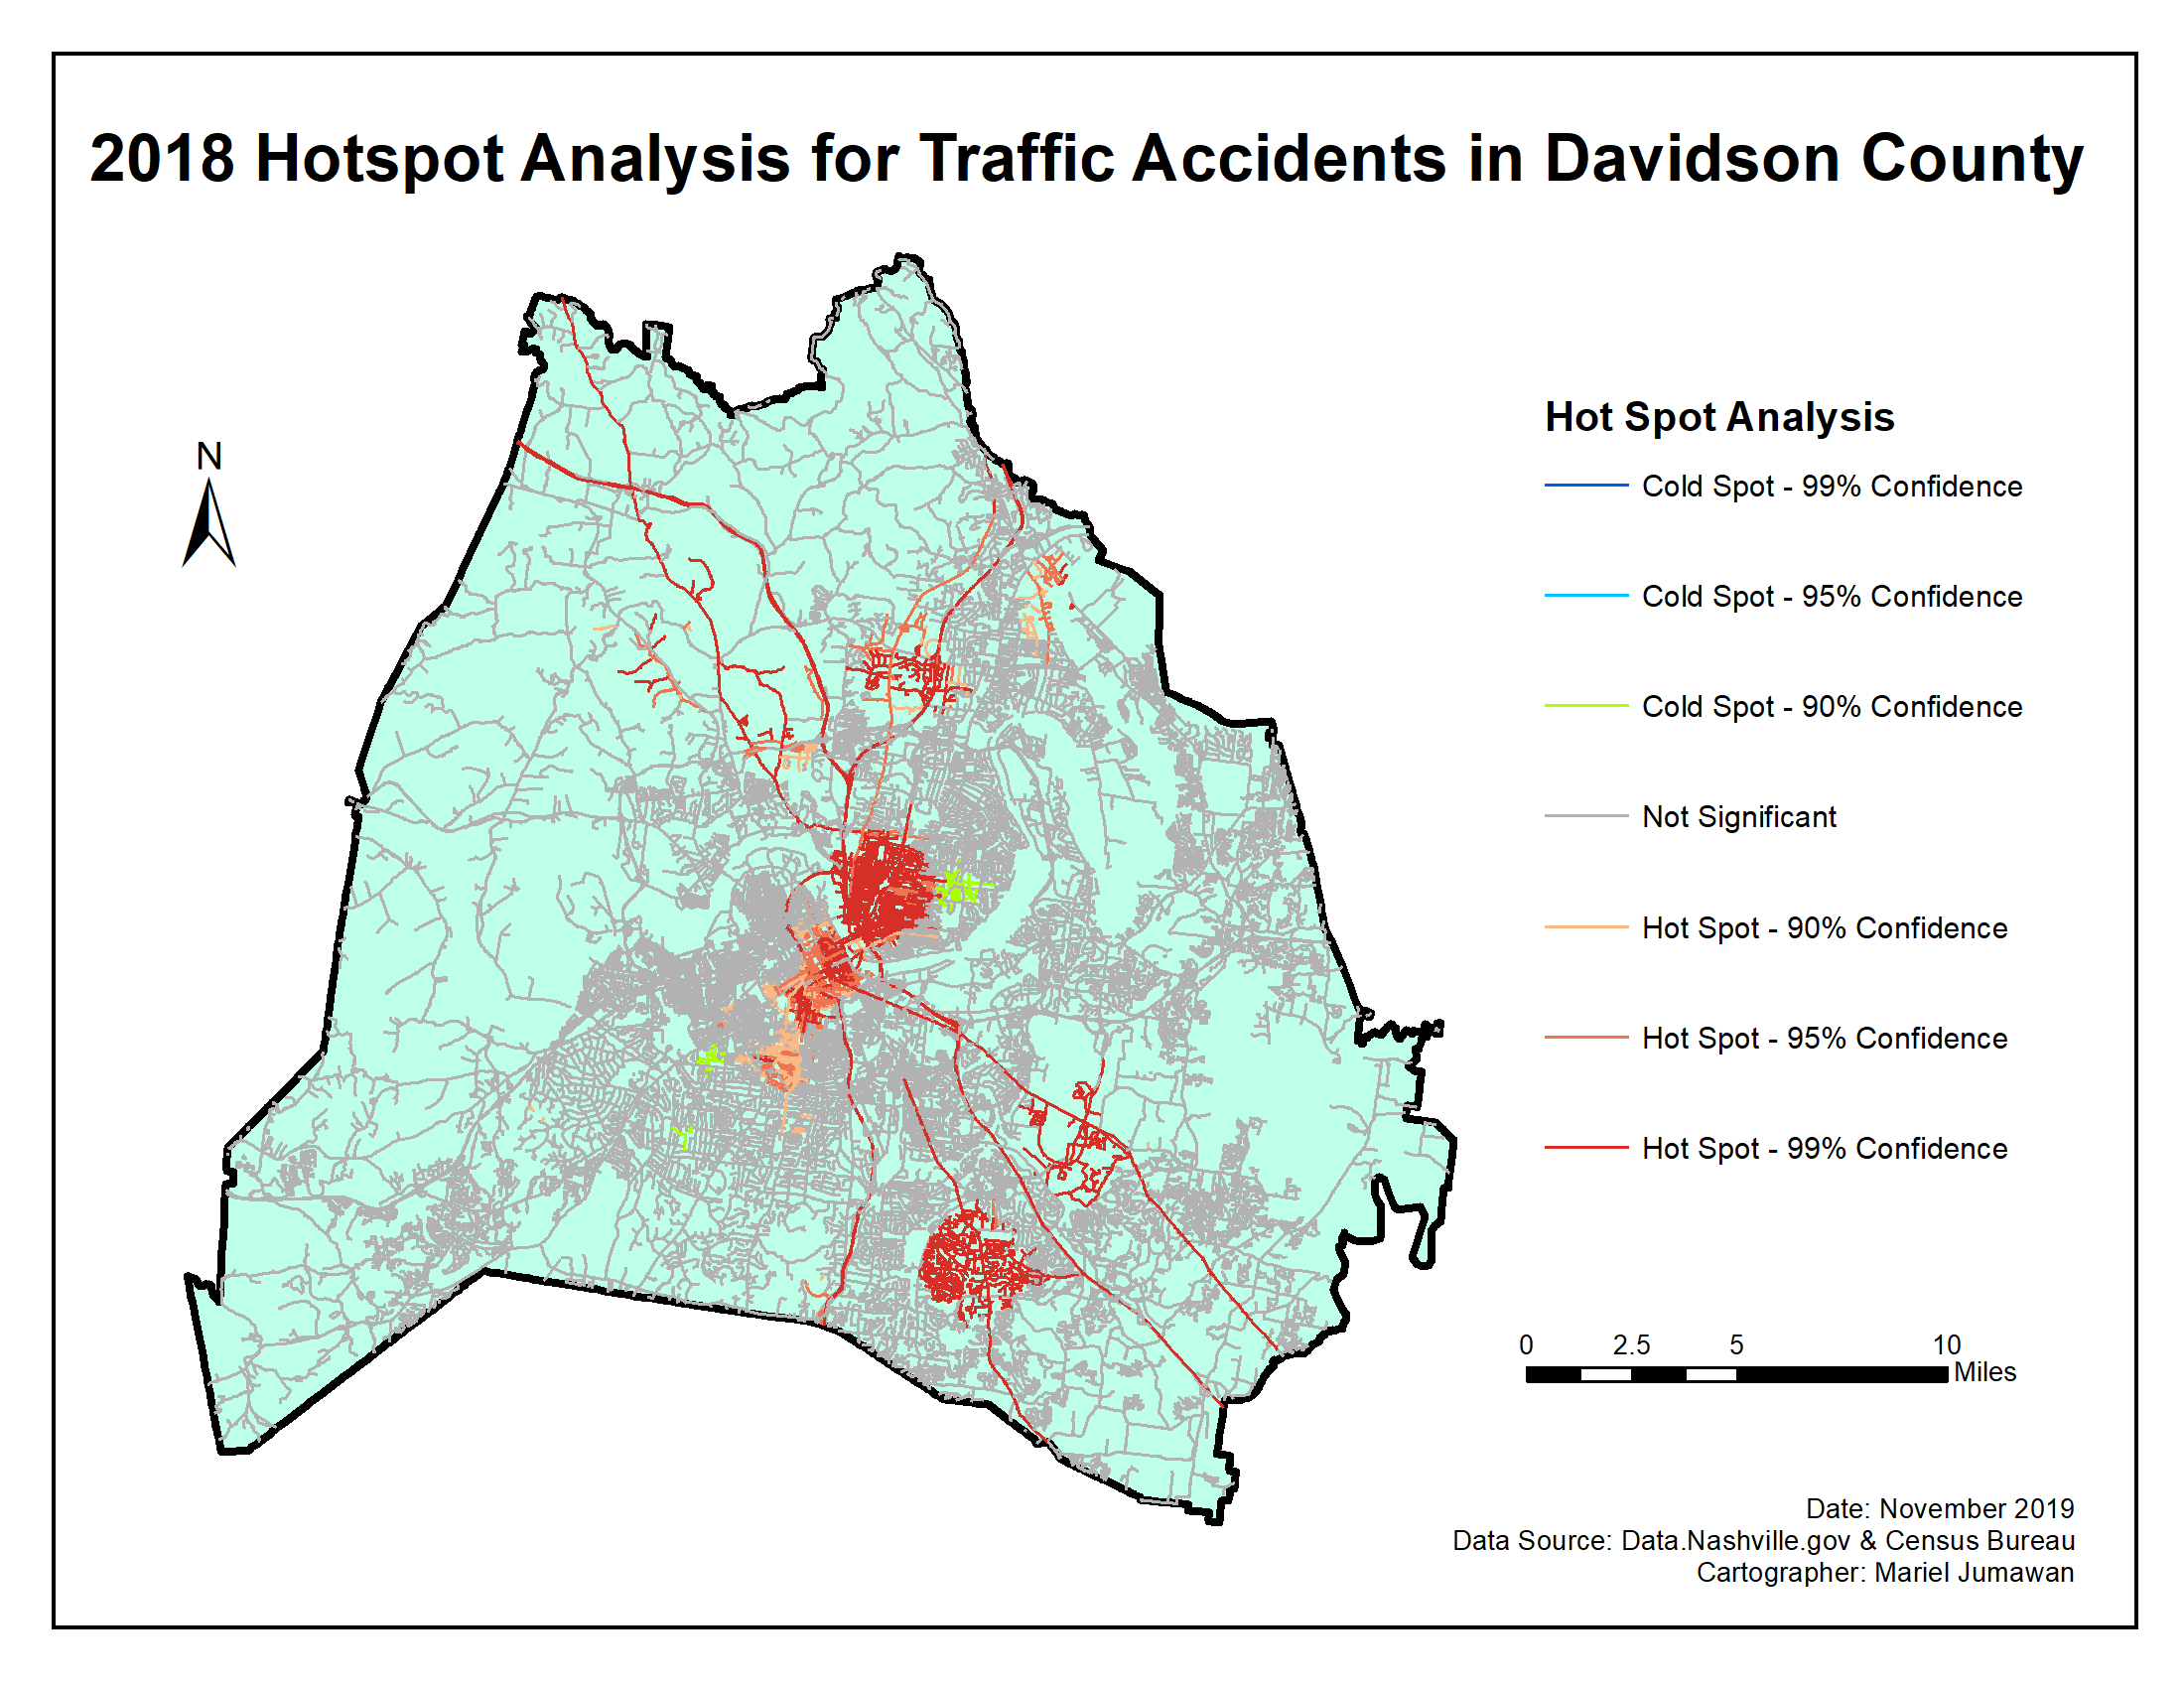 2018 Hotspot Analysis for Traffic Accidents in Davidson County
N
Hot Spot Analysis
Cold Spot - 99% Confidence
Cold Spot - 95% Confidence
Cold Spot - 90% Confidence
Not Significant
Hot Spot - 90% Confidence
Hot Spot - 95% Confidence
Hot Spot - 99% Confidence
0 2.5 5 10
Miles
Date: November 2019
Data Source: Data.Nashville.gov & Census Bureau
Cartographer: Mariel Jumawan